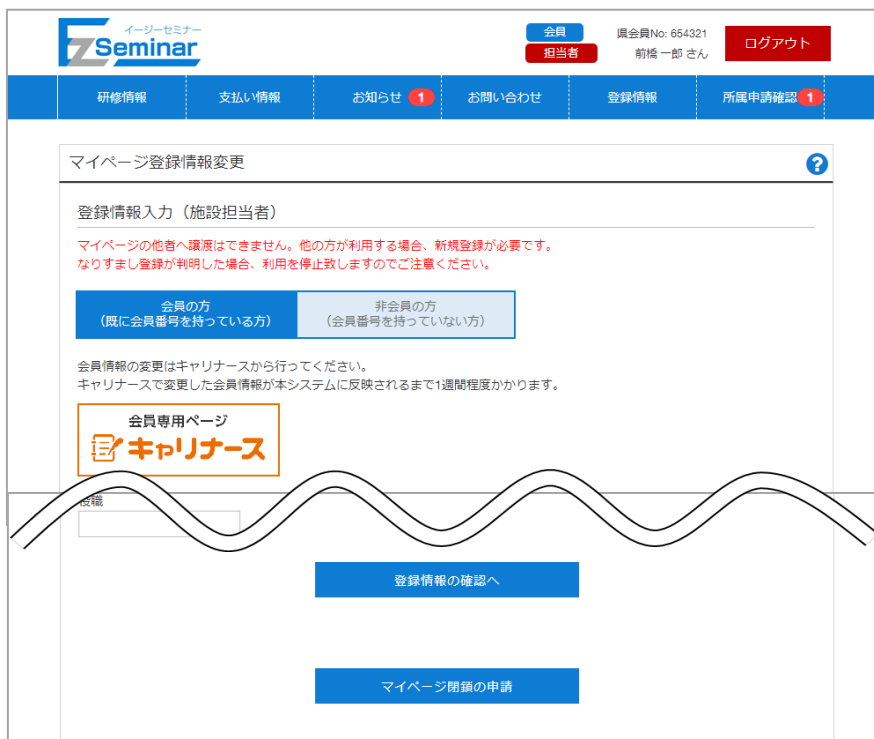 イージーセミナー
EzSeminar
会員
担当者
県会員No: 654321
前橋 一郎 さん
ログアウト
研修情報
支払い情報
お知らせ 1
お問い合わせ
登録情報
所属申請確認 1
マイページ登録情報変更
?
登録情報入力（施設担当者）
マイページの他者へ譲渡はできません。他の方が利用する場合、新規登録が必要です。
なりすまし登録が判明した場合、利用を停止致しますのでご注意ください。
会員の方
（既に会員番号を持っている方）
非会員の方
（会員番号を持っていない方）
会員情報の変更はキャリナースから行ってください。
キャリナースで変更した会員情報が本システムに反映されるまで1週間程度かかります。
会員専用ページ
キャリナース
役職
登録情報の確認へ
マイページ閉鎖の申請